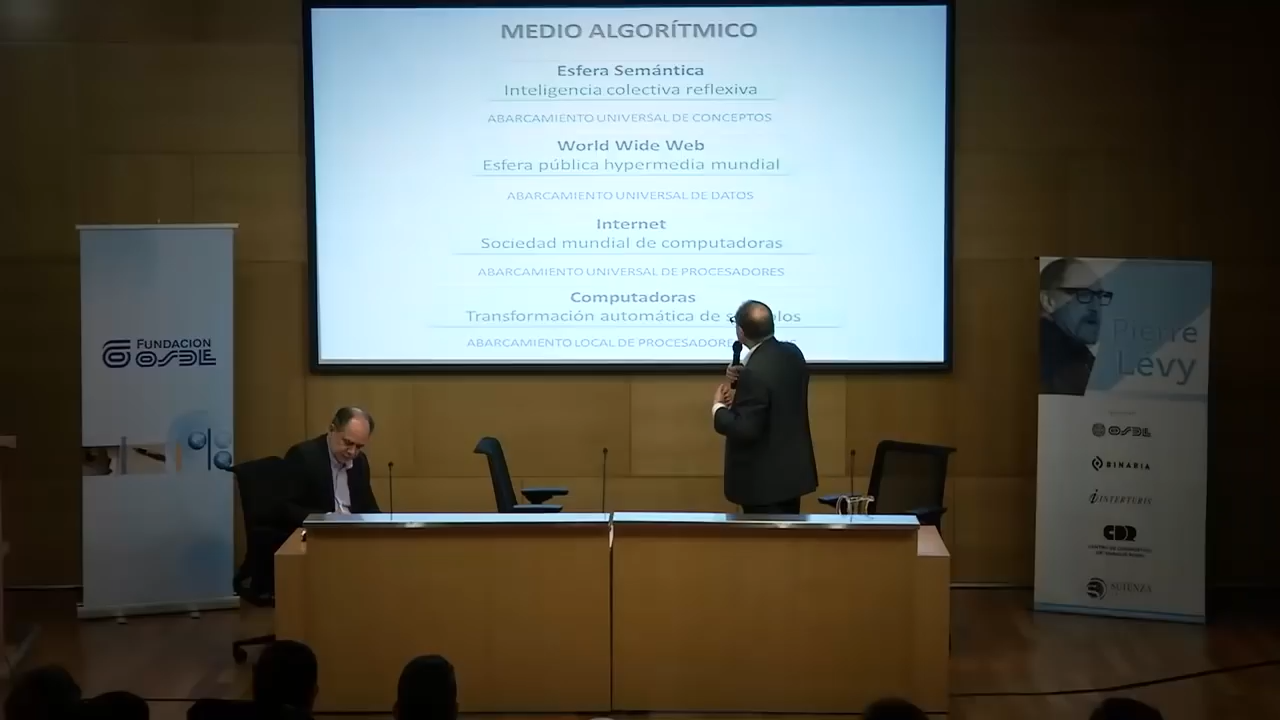 MEDIO ALGORÍTMICO
Esfera Semántica
Inteligencia colectiva reflexiva
ABARCAMIENTO UNIVERSAL DE CONCEPTOS
World Wide Web
Esfera pública hypermedia mundial
ABARCAMIENTO UNIVERSAL DE DATOS
Internet
Sociedad mundial de computadoras
ABARCAMIENTO UNIVERSAL DE PROCESADORES
Computadoras
Transformación automática de
ABARCAMIENTO LOCAL DE PROCESADORE
FUNDACION
OSDE
Pierre
Levy
OSDE
BINARIA
INTERTURIS
SCIENZA